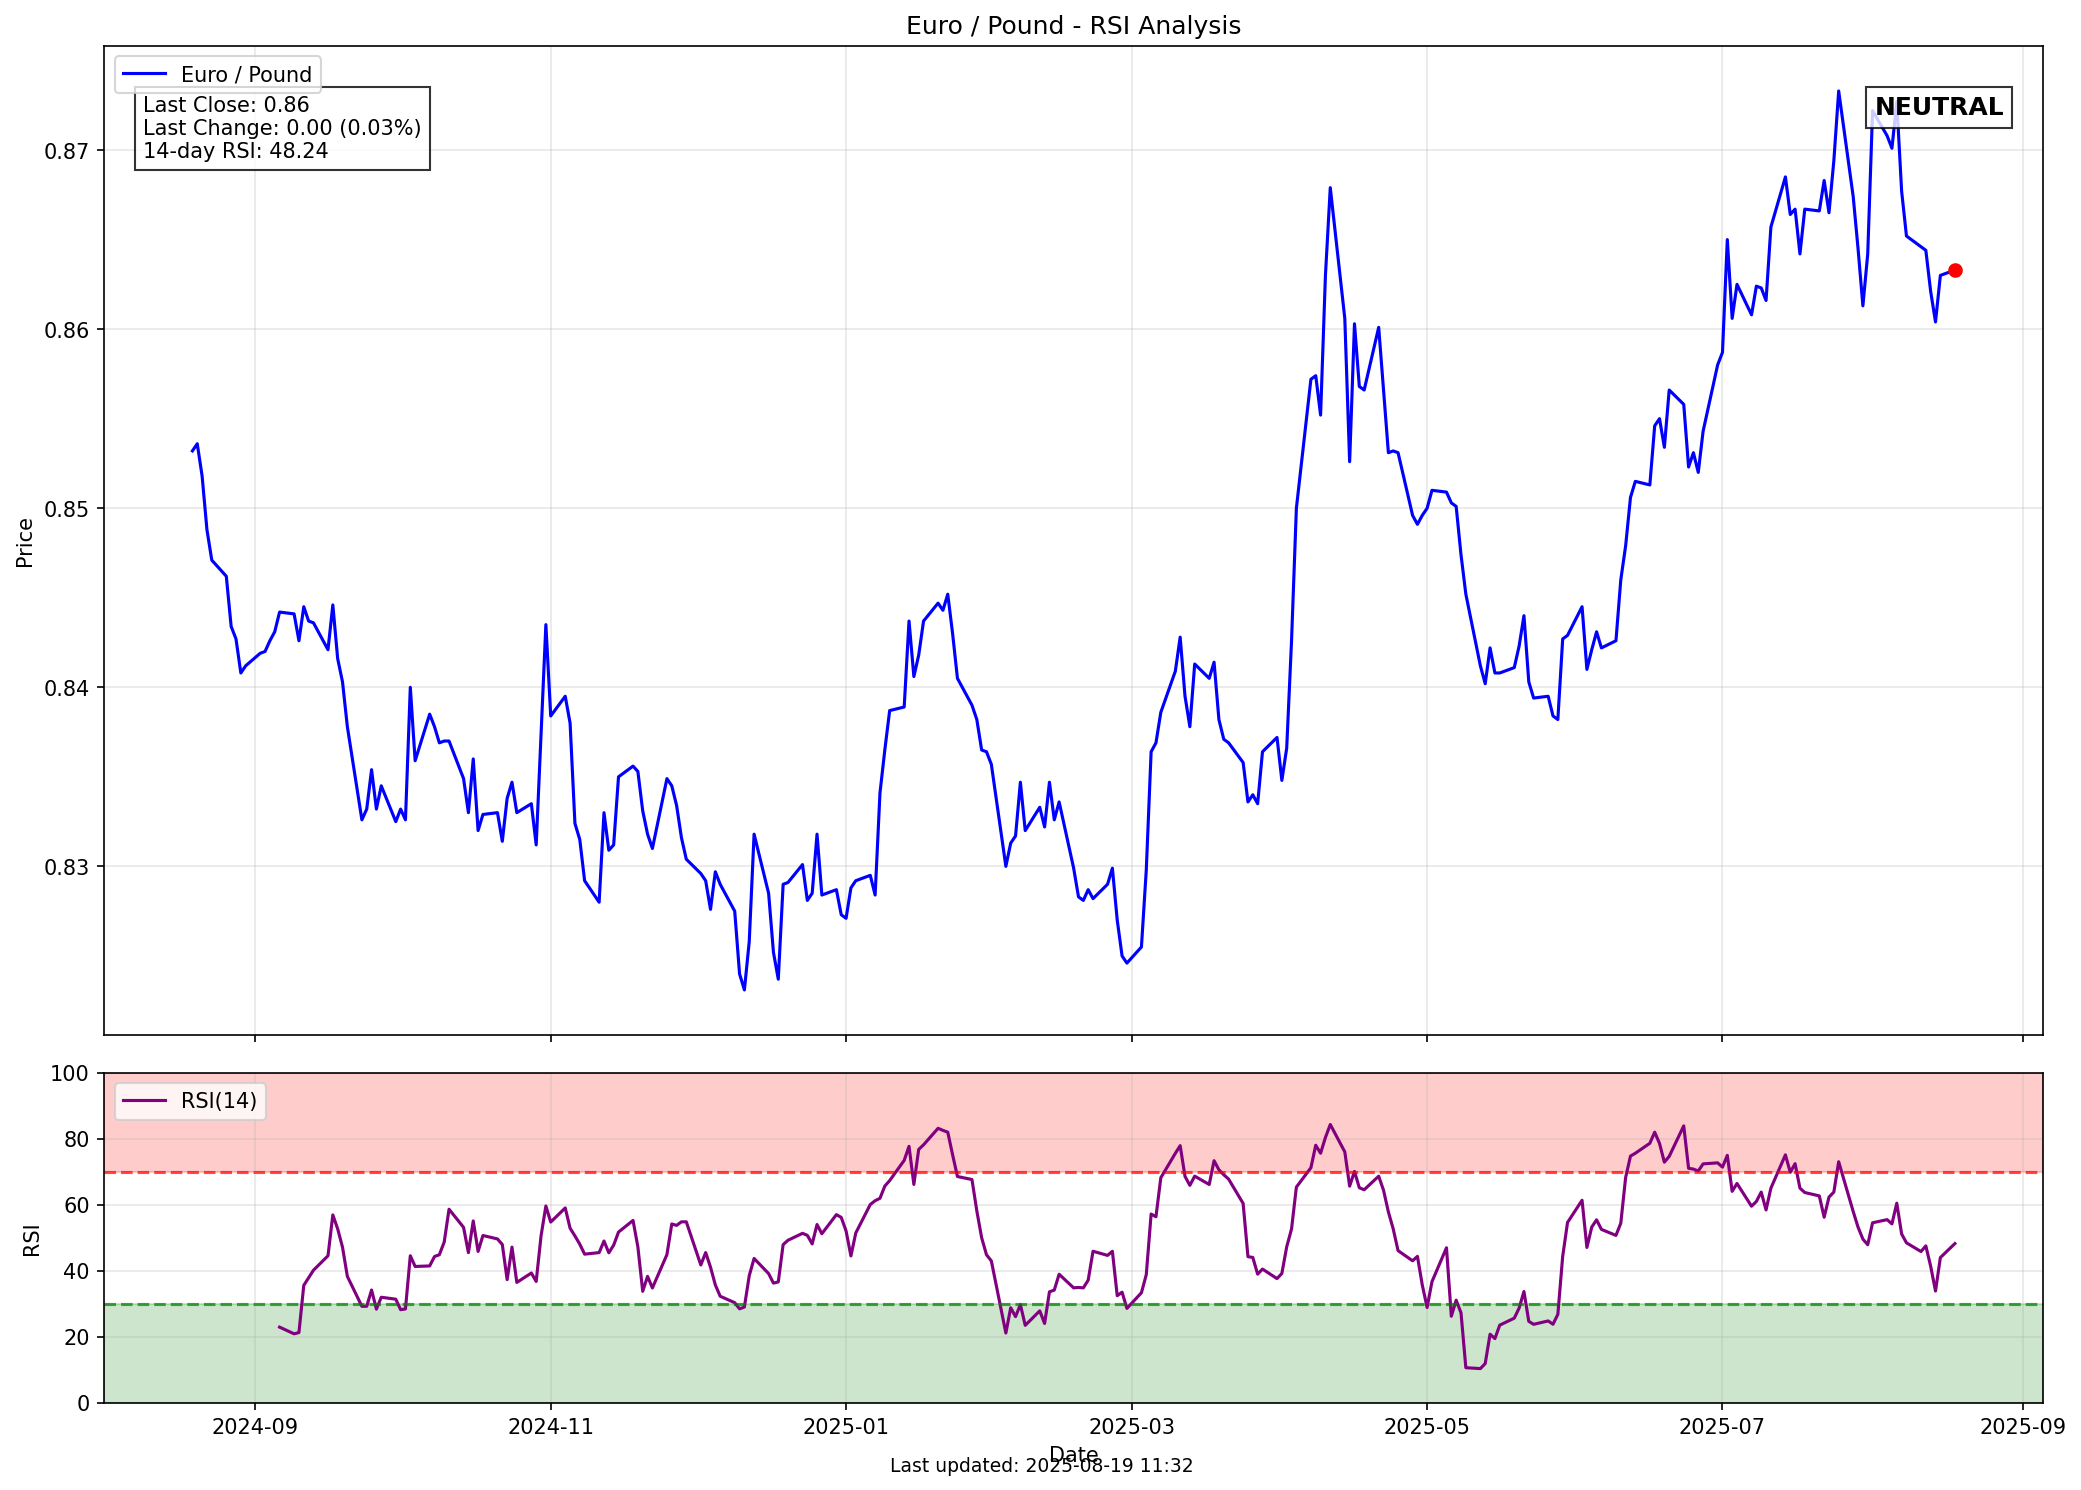 Euro / Pound - RSI Analysis
Euro / Pound
Last Close: 0.86
Last Change: 0.00 (0.03%)
14-day RSI: 48.24
NEUTRAL
Price
0.87
0.86
0.85
0.84
0.83
RSI(14)
RSI
100
80
60
40
20
0
2024-09
2024-11
2025-01
2025-03
2025-05
2025-07
2025-09
Date
Last updated: 2025-08-19 11:32